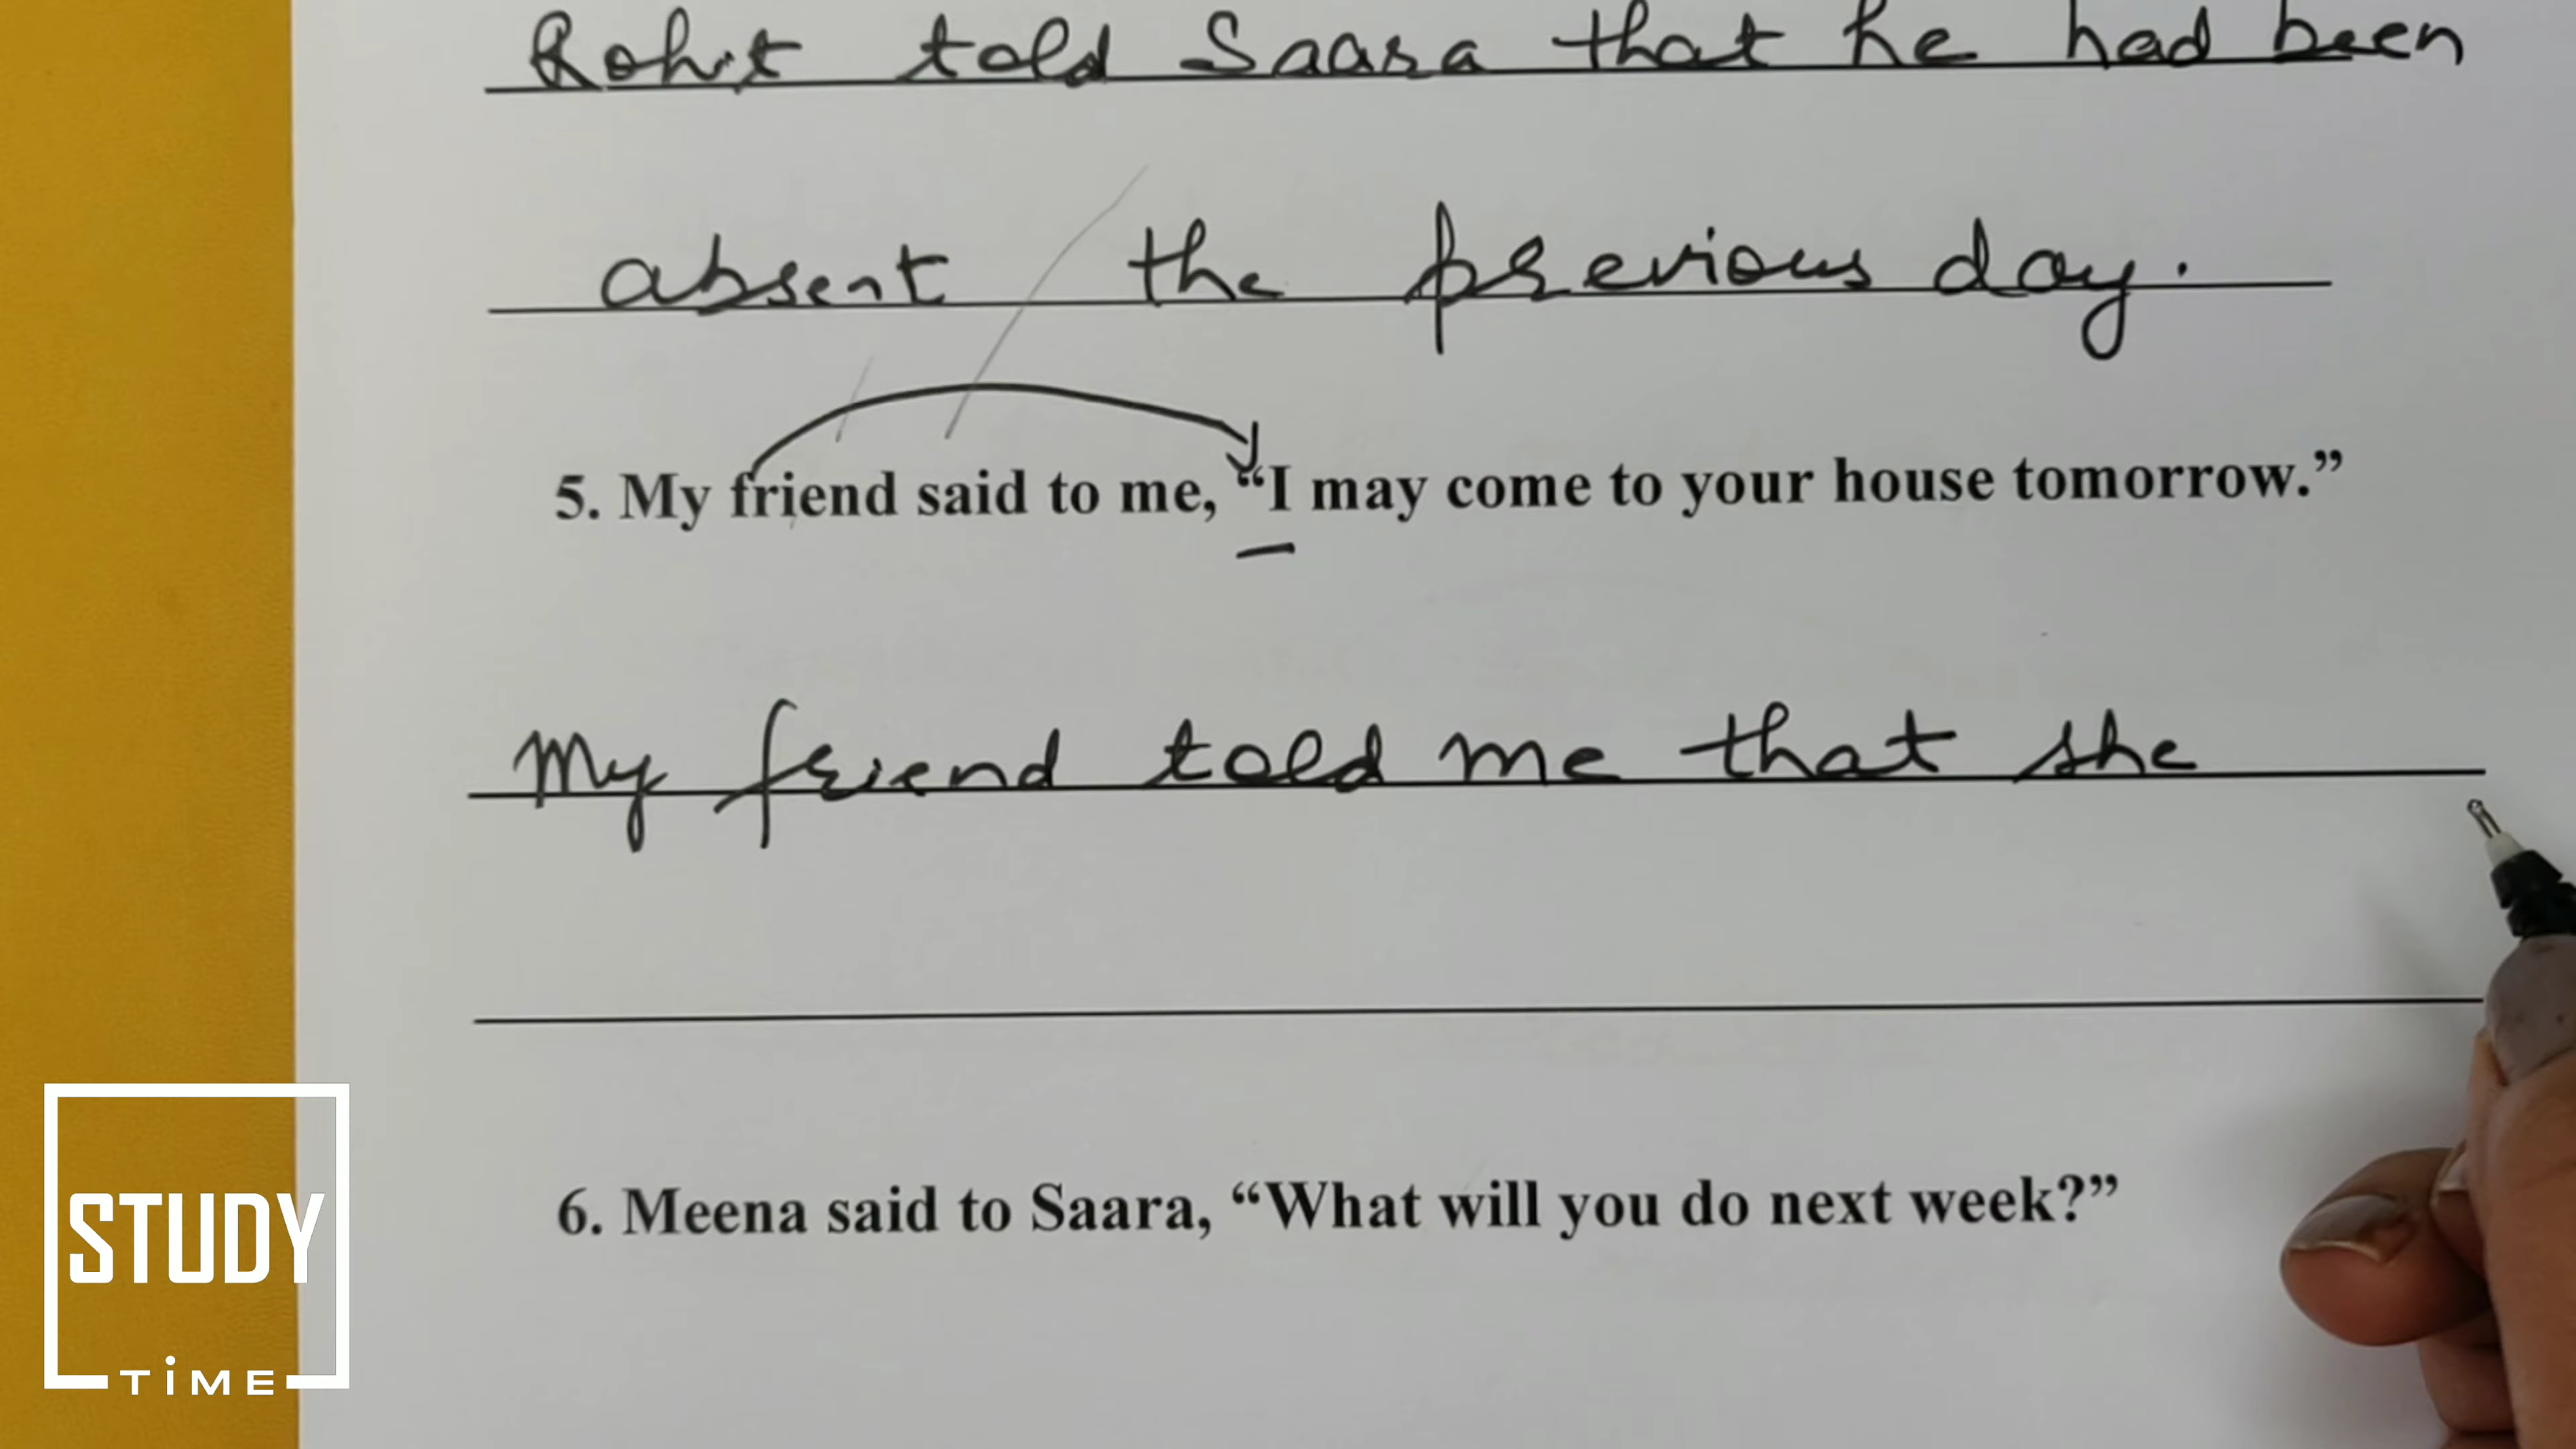 Rohit told Saara that he had been
absent the previous day.
5. My friend said to me, “I may come to your house tomorrow.”
My friend told me that she
6. Meena said to Saara, “What will you do next week?”
STUDY
TiME